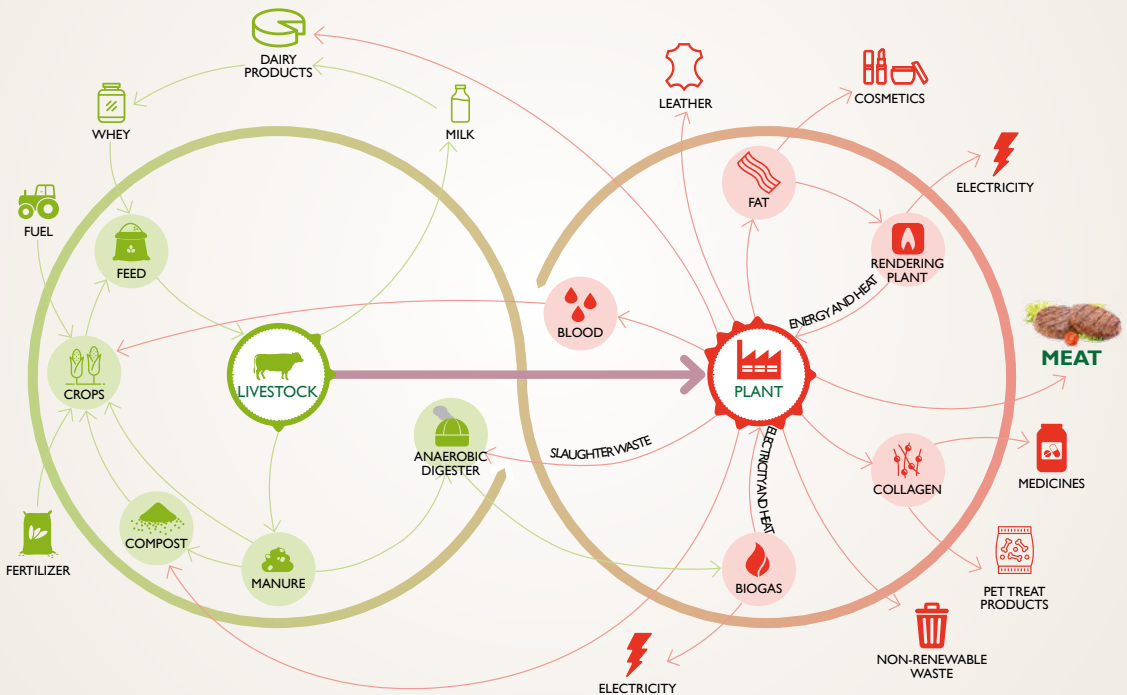 DAIRY
PRODUCTS
LEATHER
COSMETICS
WHEY
MILK
ELECTRICITY
FAT
FUEL
FEED
RENDERING
PLANT
ENERGY AND HEAT
BLOOD
MEAT
CROPS
LIVESTOCK
PLANT
ANAEROBIC
DIGESTER
SLAUGHTER WASTE
ELECTRICITY AND HEAT
COLLAGEN
MEDICINES
COMPOST
FERTILIZER
MANURE
BIOGAS
PET TREAT
PRODUCTS
NON-RENEWABLE
WASTE
ELECTRICITY